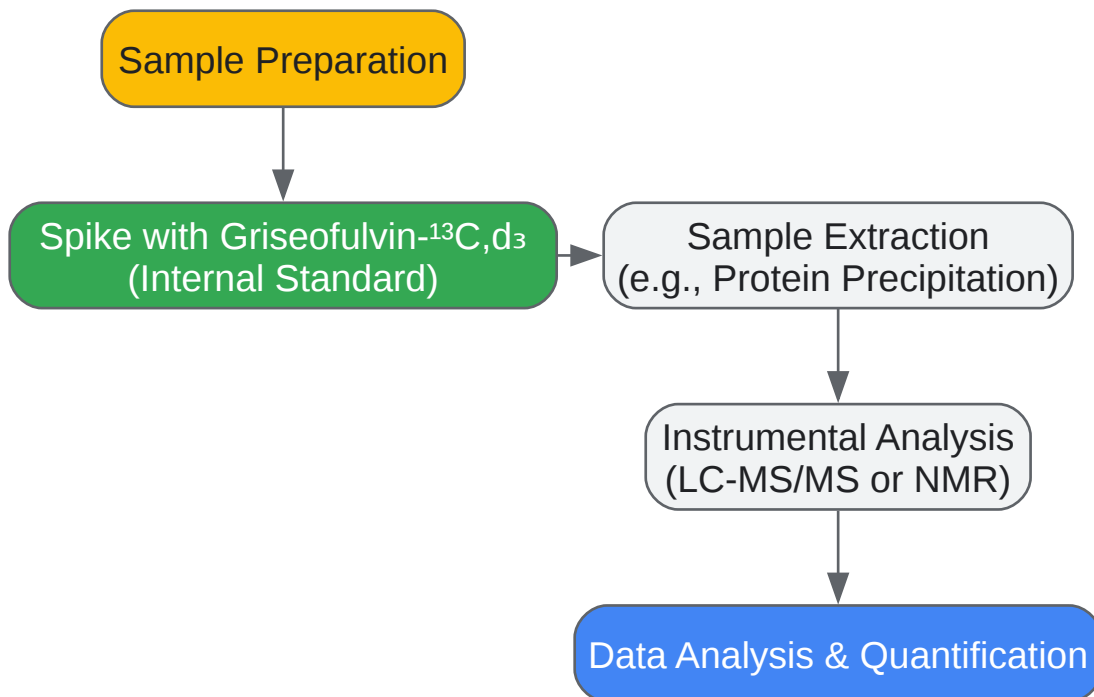 Sample Preparation
Spike with Griseofulvin-¹³C,d₃
(Internal Standard)
Sample Extraction
(e.g., Protein Precipitation)
Instrumental Analysis
(LC-MS/MS or NMR)
Data Analysis & Quantification